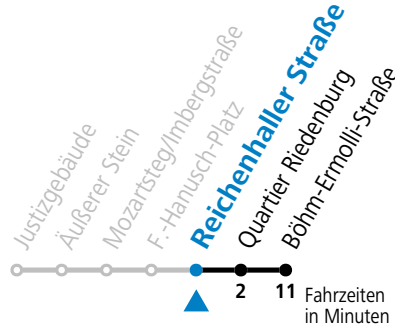 Justizgebäude
Äußerer Stein
Mozartsteg/Imbergstraße
F.-Hanusch-Platz
Reichenhaller Straße
Quartier Riedenburg
Böhm-Ermolli-Straße
2 11 Fahrzeiten
in Minuten